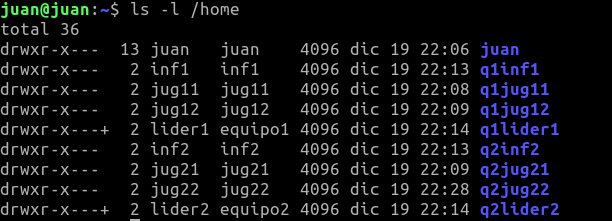 juan@juan:~$ ls -l /home
total 36
drwxr-x---  13 juan   juan    4096 dic 19 22:06 juan
drwxr-x---   2 inf1   inf1    4096 dic 19 22:13 q1inf1
drwxr-x---   2 jug11  jug11   4096 dic 19 22:08 q1jug11
drwxr-x---   2 jug12  jug12   4096 dic 19 22:09 q1jug12
drwxr-x---+  2 lider1 equipo1 4096 dic 19 22:14 q1lider1
drwxr-x---   2 inf2   inf2    4096 dic 19 22:13 q2inf2
drwxr-x---   2 jug21  jug21   4096 dic 19 22:09 q2jug21
drwxr-x---   2 jug22  jug22   4096 dic 19 22:28 q2jug22
drwxr-x---+  2 lider2 equipo2 4096 dic 19 22:14 q2lider2